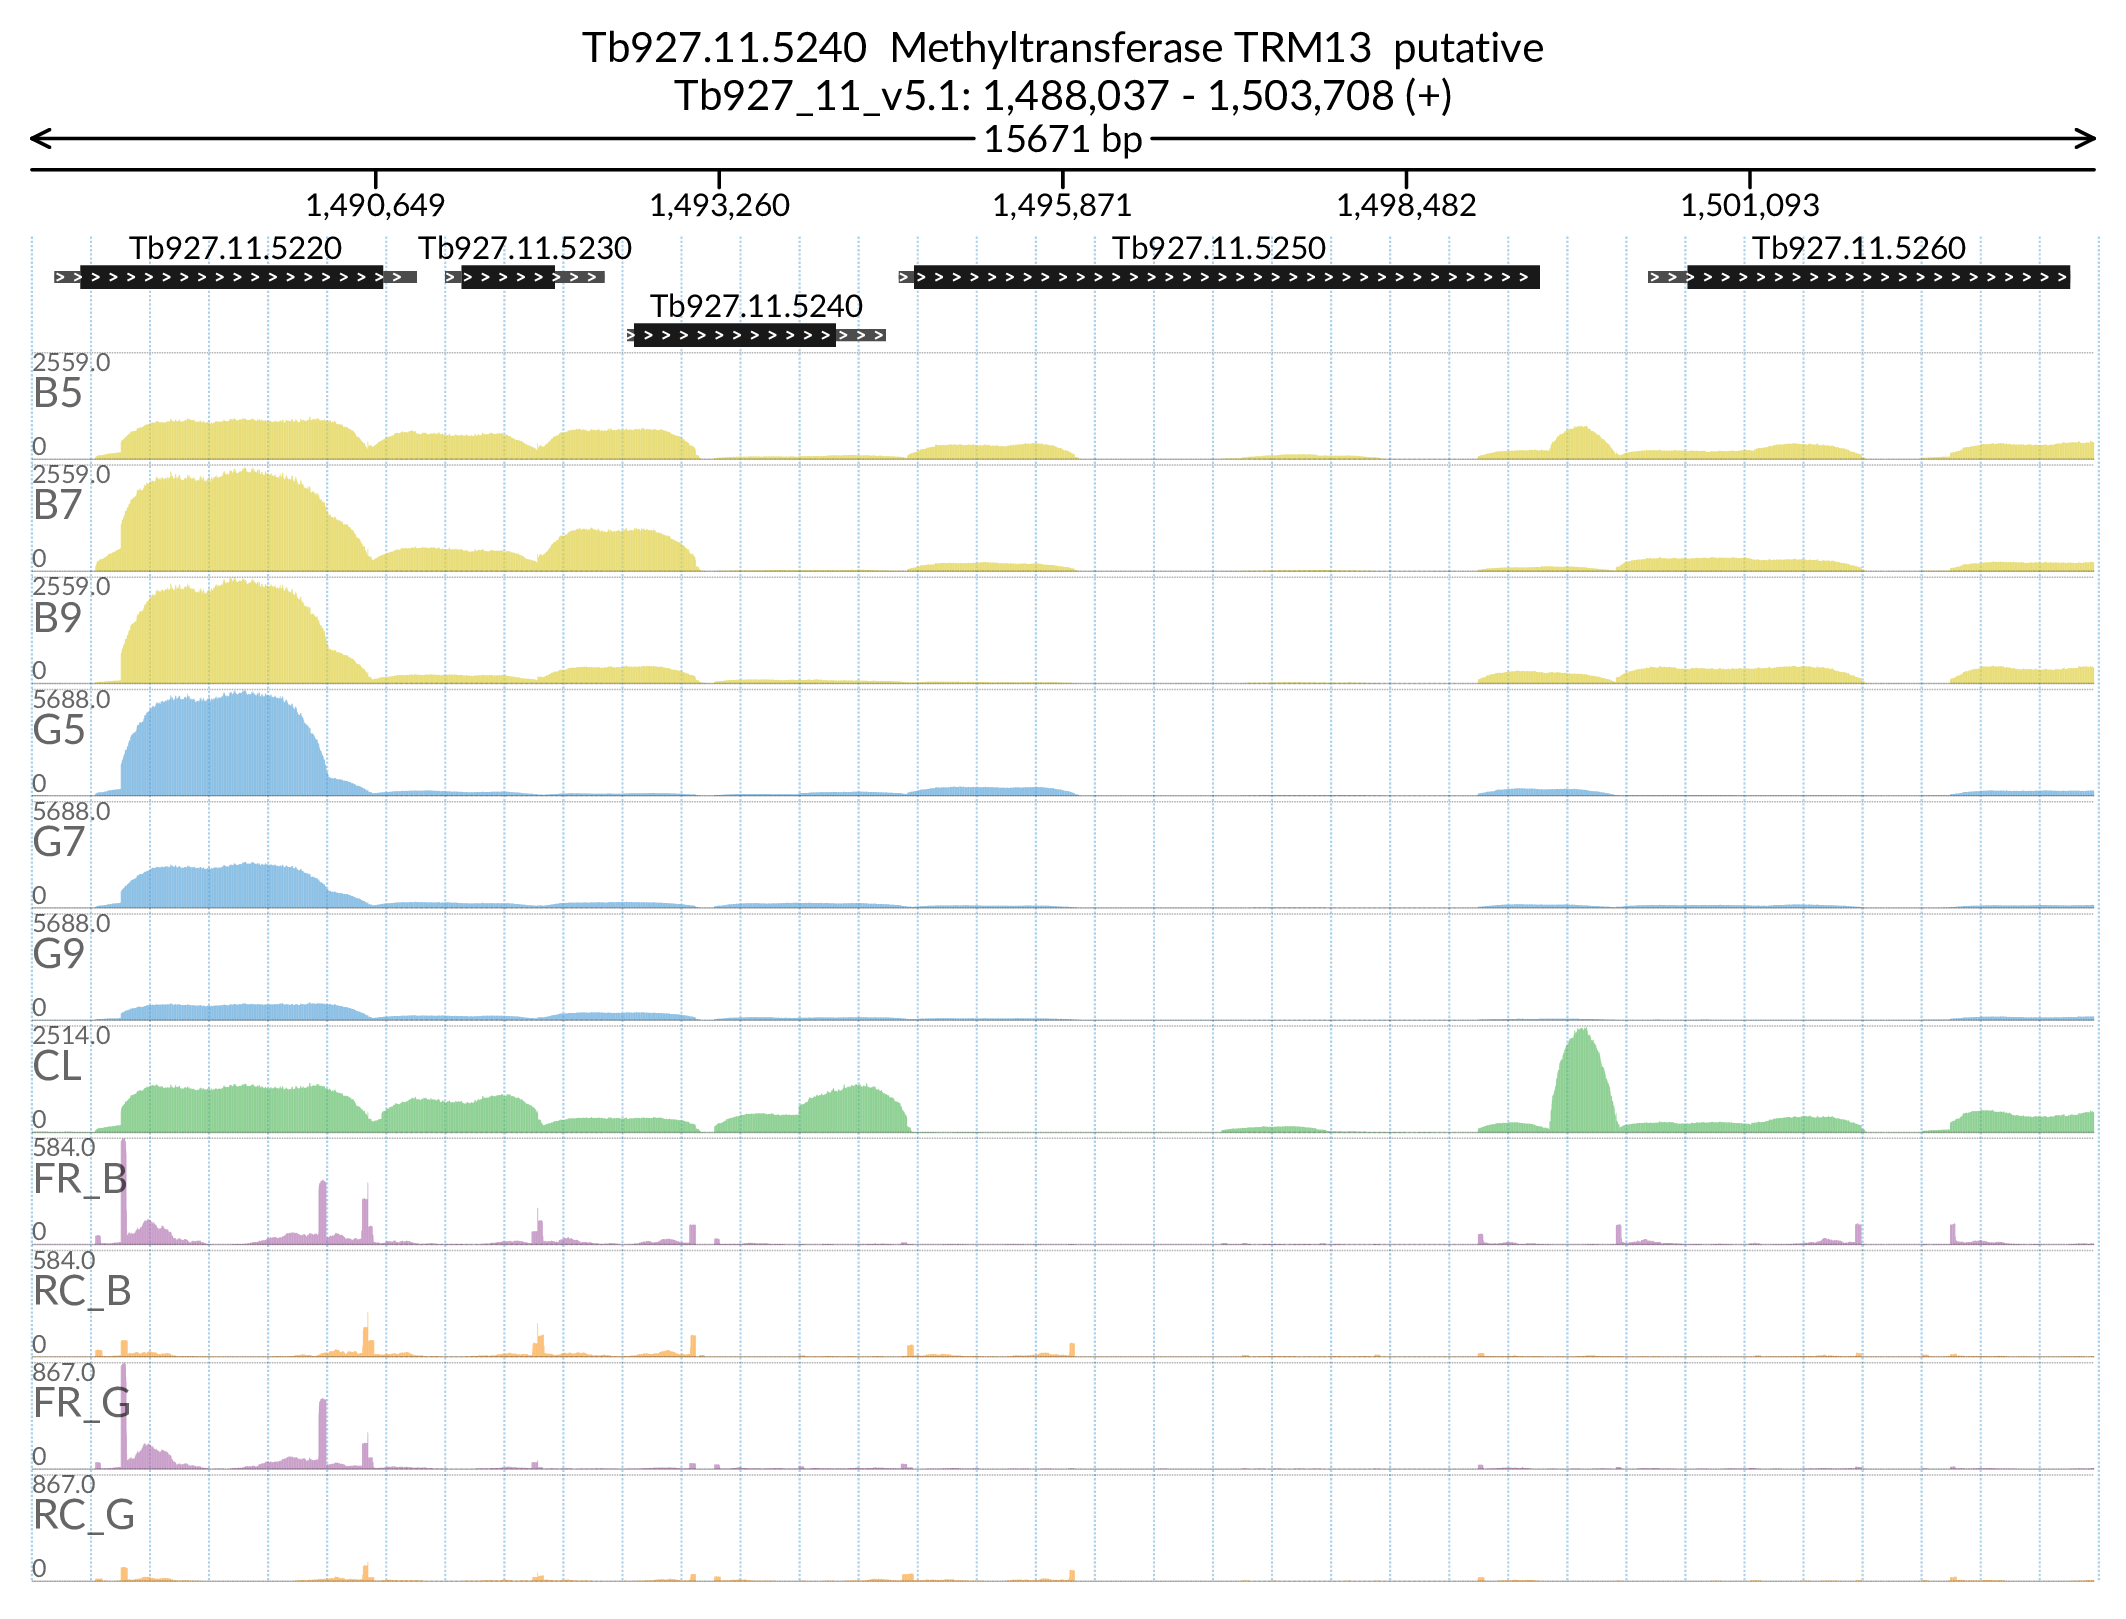 Tb927.11.5240 Methyltransferase TRM13 putative
Tb927_11_v5.1: 1,488,037 - 1,503,708 (+)
15671 bp
1,490,649 1,493,260 1,495,871 1,498,482 1,501,093
Tb927.11.5220 Tb927.11.5230 Tb927.11.5250 Tb927.11.5260
Tb927.11.5240
2559.0
B5
0
2559.0
B7
0
2559.0
B9
0
5688.0
G5
0
5688.0
G7
0
5688.0
G9
0
2514.0
CL
0
584.0
FR_B
0
584.0
RC_B
0
867.0
FR_G
0
867.0
RC_G
0